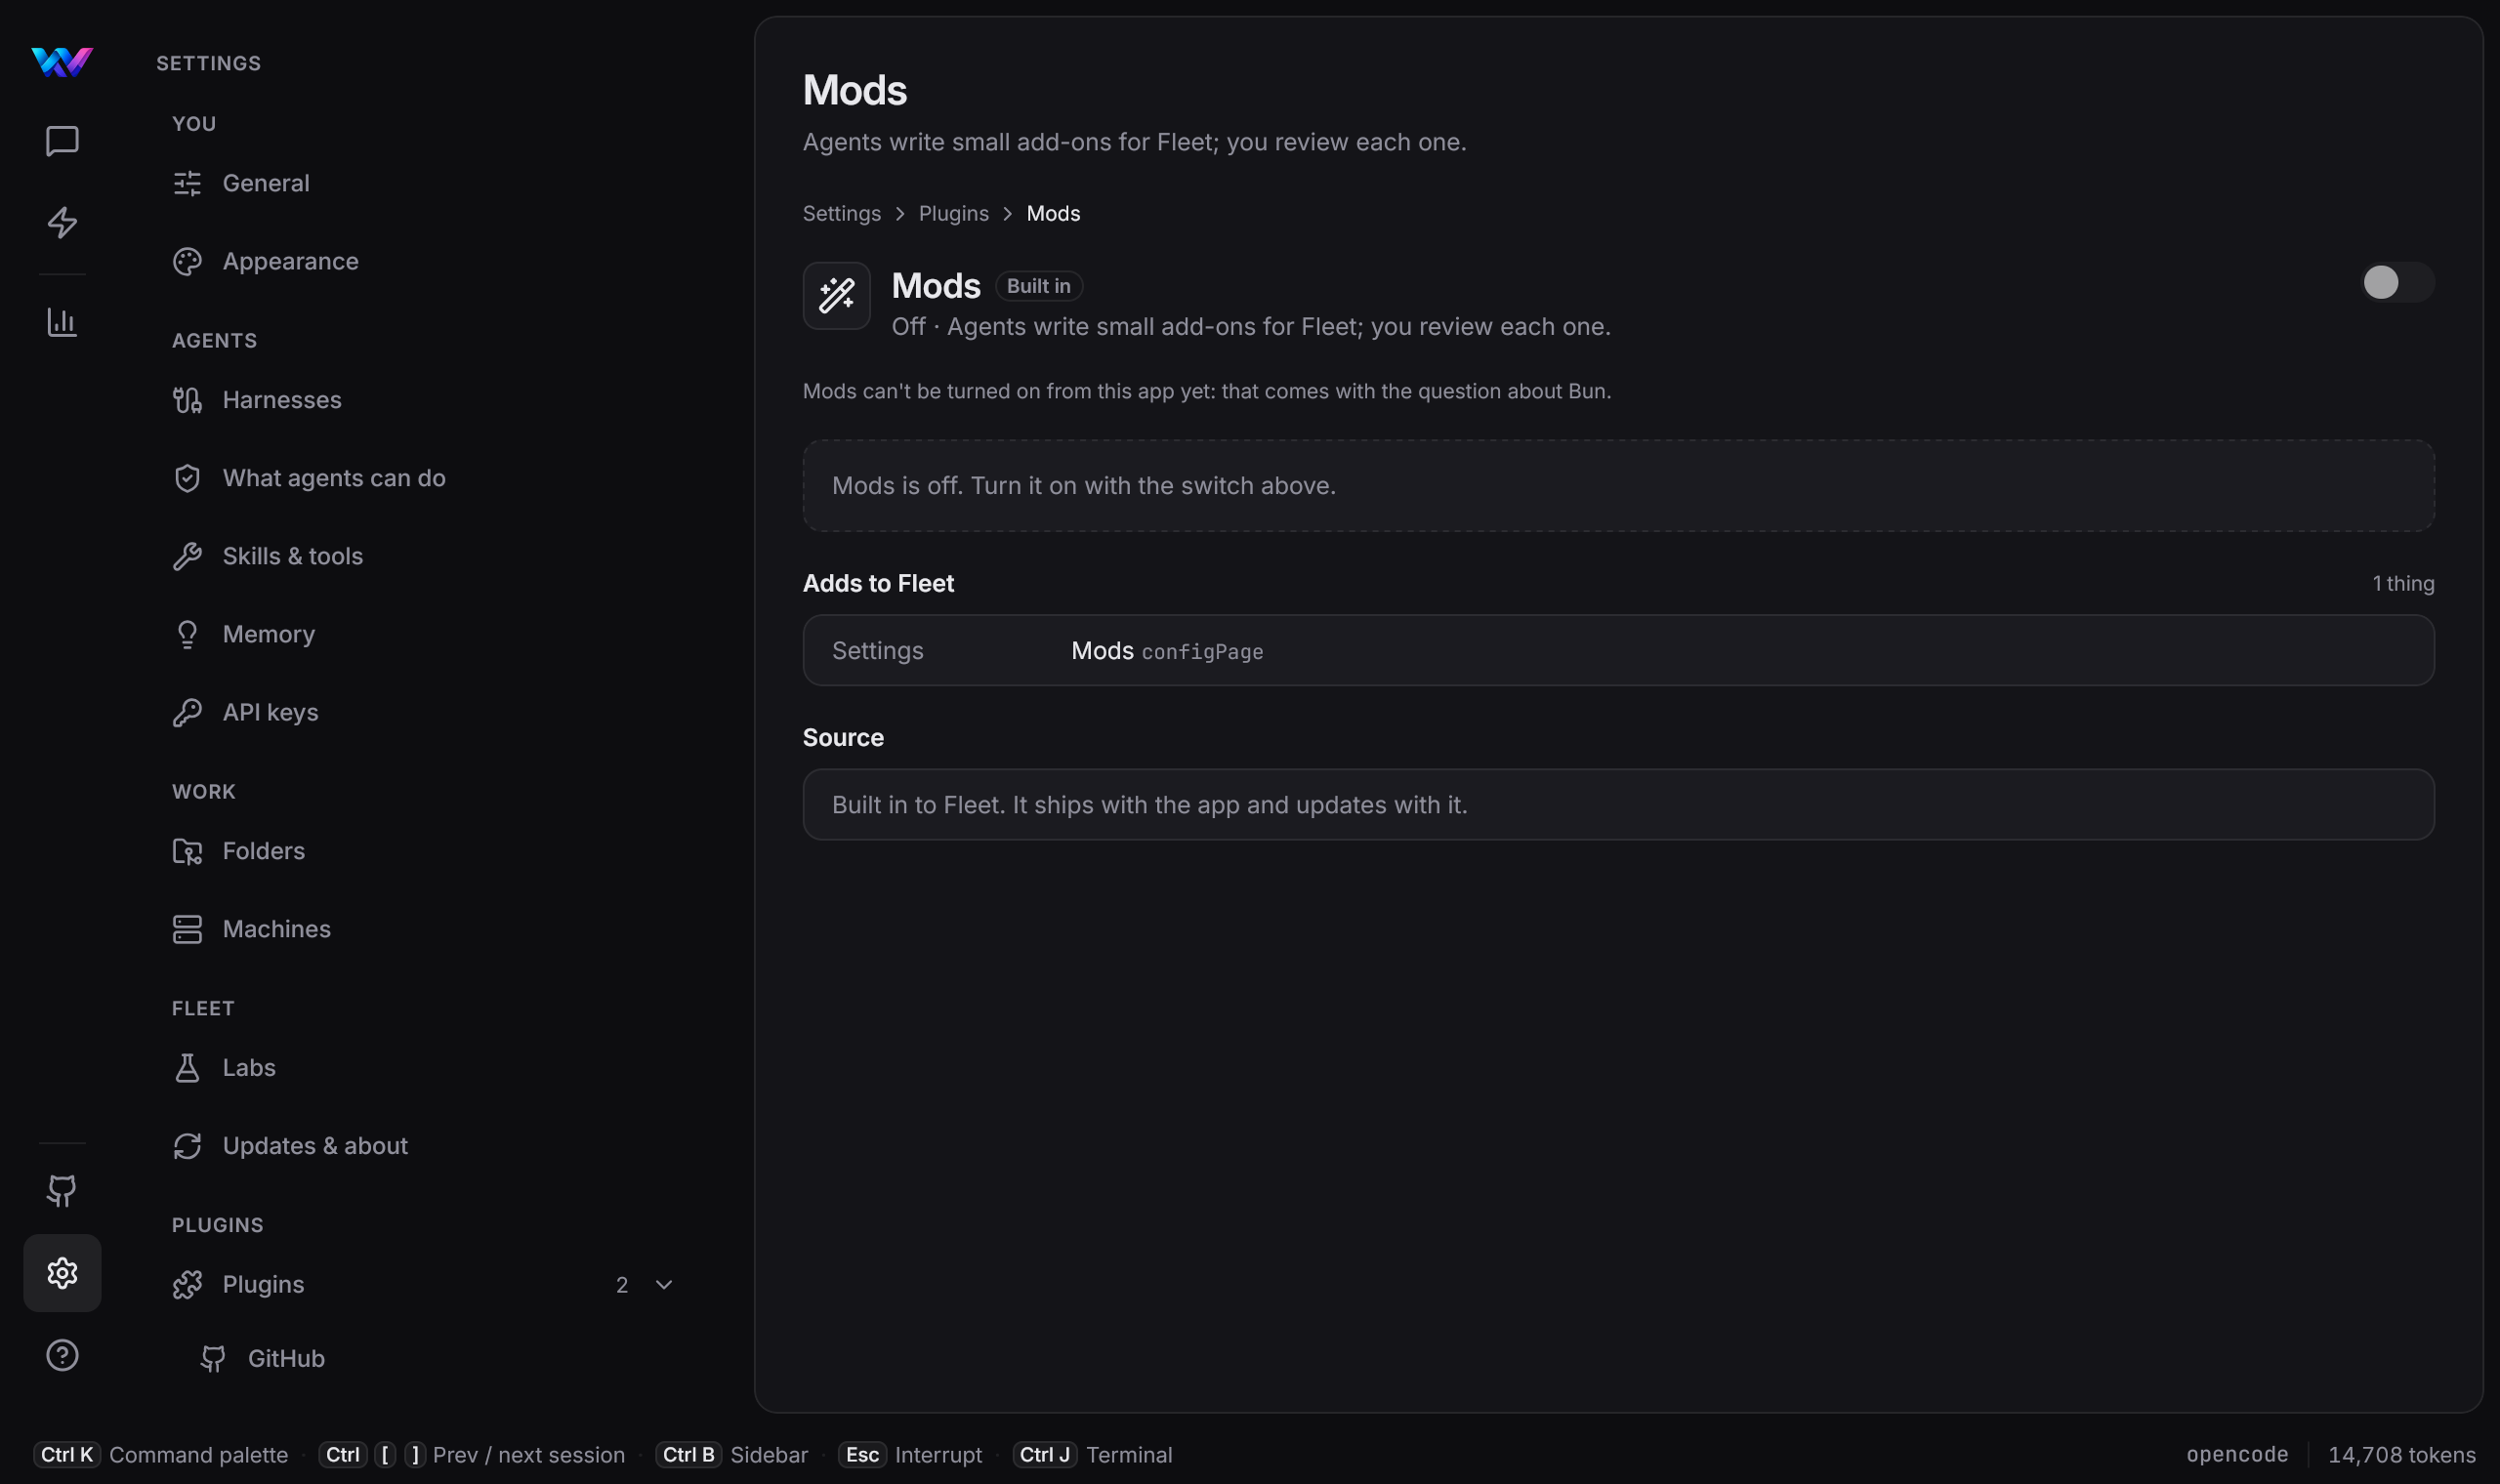 SETTINGS
YOU
General
Appearance
AGENTS
Harnesses
What agents can do
Skills & tools
Memory
API keys
WORK
Folders
Machines
FLEET
Labs
Updates & about
PLUGINS
Plugins 2
GitHub
Mods
Agents write small add-ons for Fleet; you review each one.
Settings > Plugins > Mods
Mods Built in
Off · Agents write small add-ons for Fleet; you review each one.
Mods can't be turned on from this app yet: that comes with the question about Bun.
Mods is off. Turn it on with the switch above.
Adds to Fleet 1 thing
Settings Mods configPage
Source
Built in to Fleet. It ships with the app and updates with it.
Ctrl K Command palette · Ctrl [ ] Prev / next session · Ctrl B Sidebar · Esc Interrupt · Ctrl J Terminal opencode 14,708 tokens